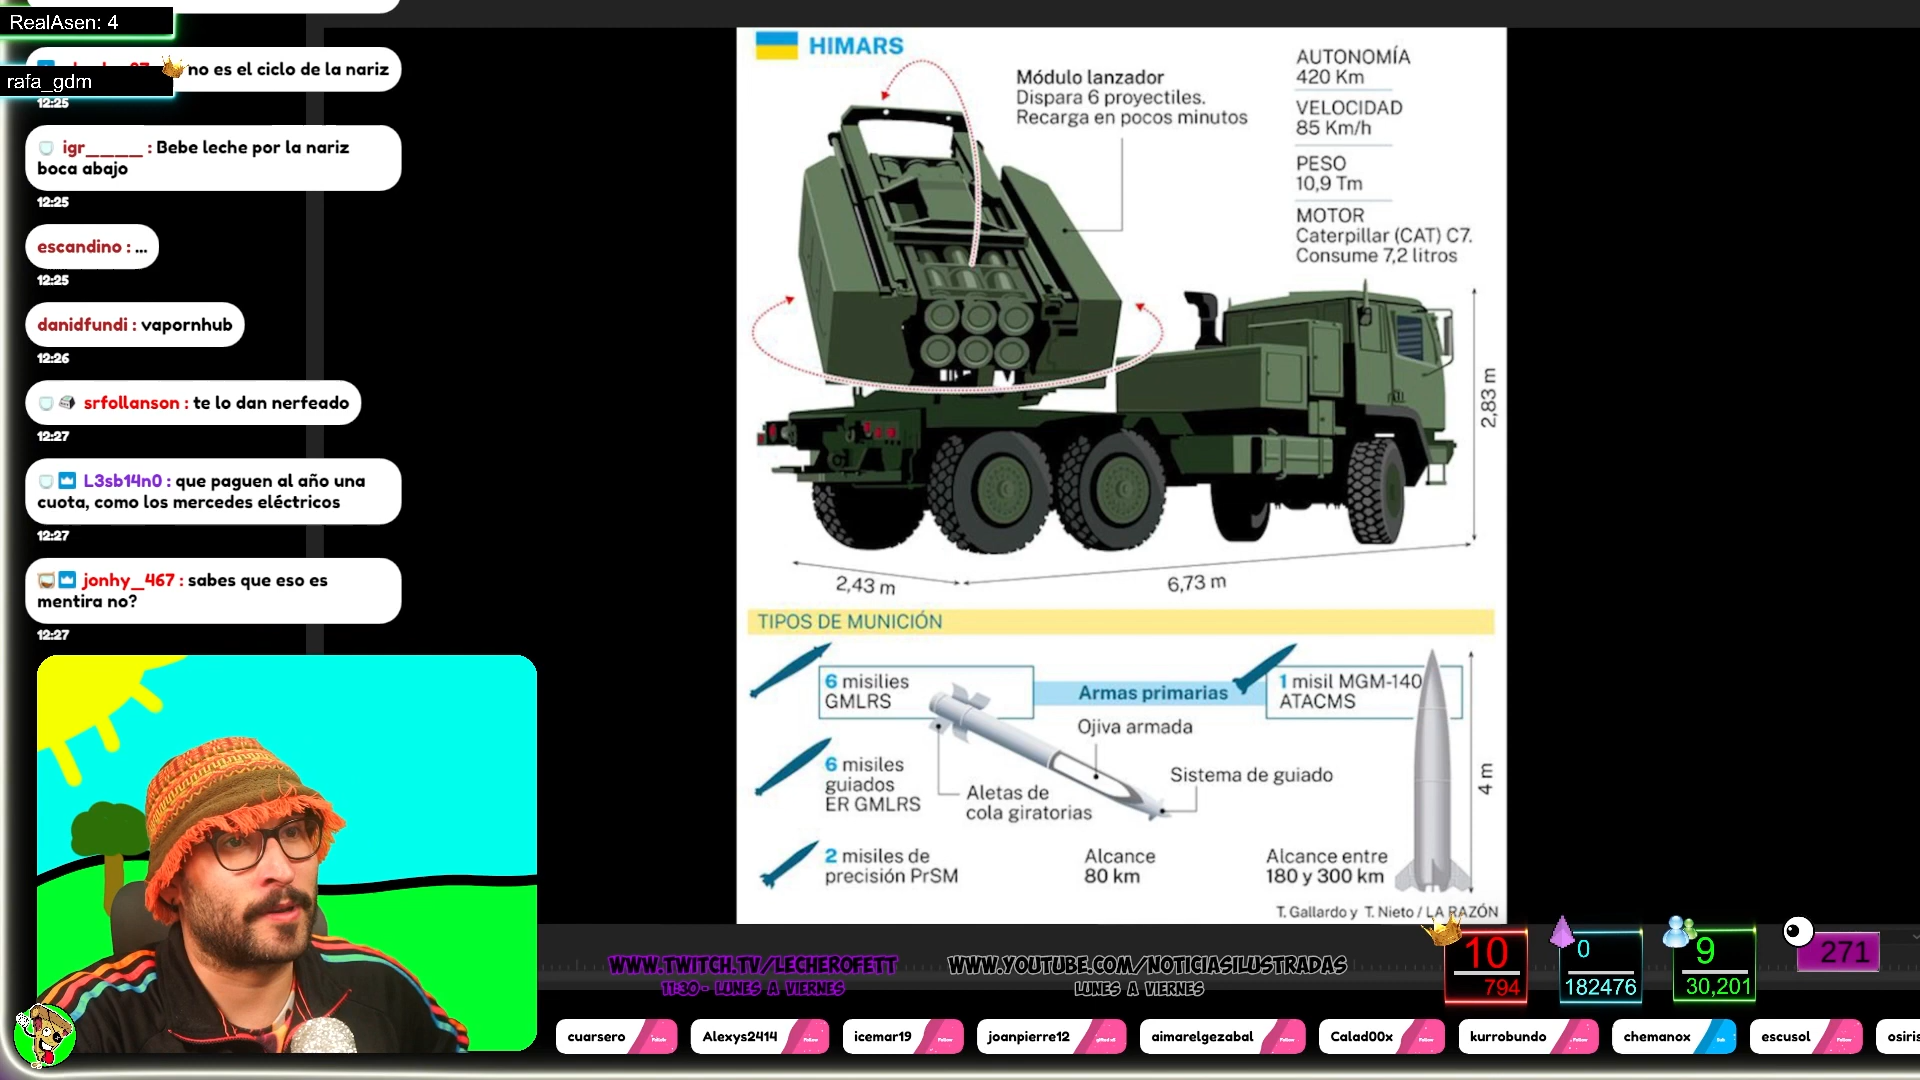 RealAsen: 4
no es el ciclo de la nariz
rafa_gdm
12:25
igr____ : Bebe leche por la nariz
boca abajo
12:25
escandino : ...
12:25
danidfundi : vapornhub
12:26
srfollanson : te lo dan nerfeado
12:27
L3sb14n0 : que paguen al año una
cuota, como los mercedes eléctricos
12:27
jonhy_467 : sabes que eso es
mentira no?
12:27
HIMARS
Módulo lanzador
Dispara 6 proyectiles.
Recarga en pocos minutos
AUTONOMÍA
420 Km
VELOCIDAD
85 Km/h
PESO
10,9 Tm
MOTOR
Caterpillar (CAT) C7.
Consume 7,2 litros
2,83 m
2,43 m
6,73 m
TIPOS DE MUNICIÓN
6 misilies
GMLRS
Armas primarias
1 misil MGM-140
ATACMS
Ojiva armada
6 misiles
guiados
ER GMLRS
Aletas de
cola giratorias
Sistema de guiado
4 m
2 misiles de
precisión PrSM
Alcance
80 km
Alcance entre
180 y 300 km
T. Gallardo y T. Nieto / LA RAZÓN
WWW.TWITCH.TV/LECHEROFETT
11:30 - LUNES A VIERNES
WWW.YOUTUBE.COM/NOTICIASILUSTRADAS
LUNES A VIERNES
10
794
0
182476
9
30,201
271
cuarsero
Alexys2414
icemar19
joanpierre12
aimarelgezabal
Calad00x
kurrobundo
chemanox
escusol
osiris